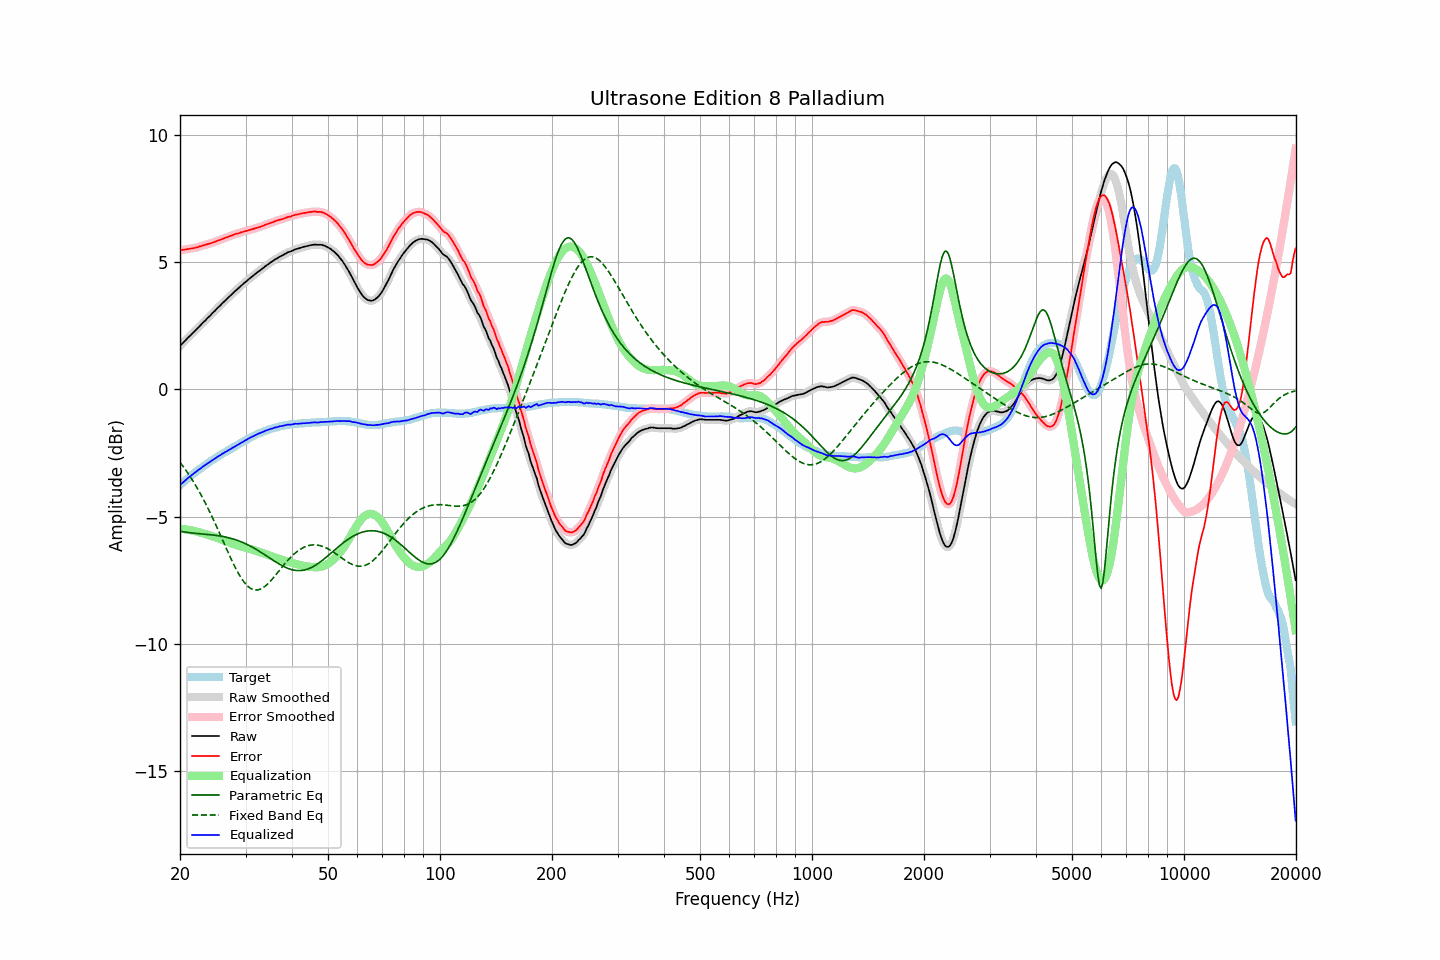 Ultrasone Edition 8 Palladium
10
5
0
−5
−10
−15
Amplitude (dBr)
Target
Raw Smoothed
Error Smoothed
Raw
Error
Equalization
Parametric Eq
Fixed Band Eq
Equalized
20 50 100 200 500 1000 2000 5000 10000 20000
Frequency (Hz)